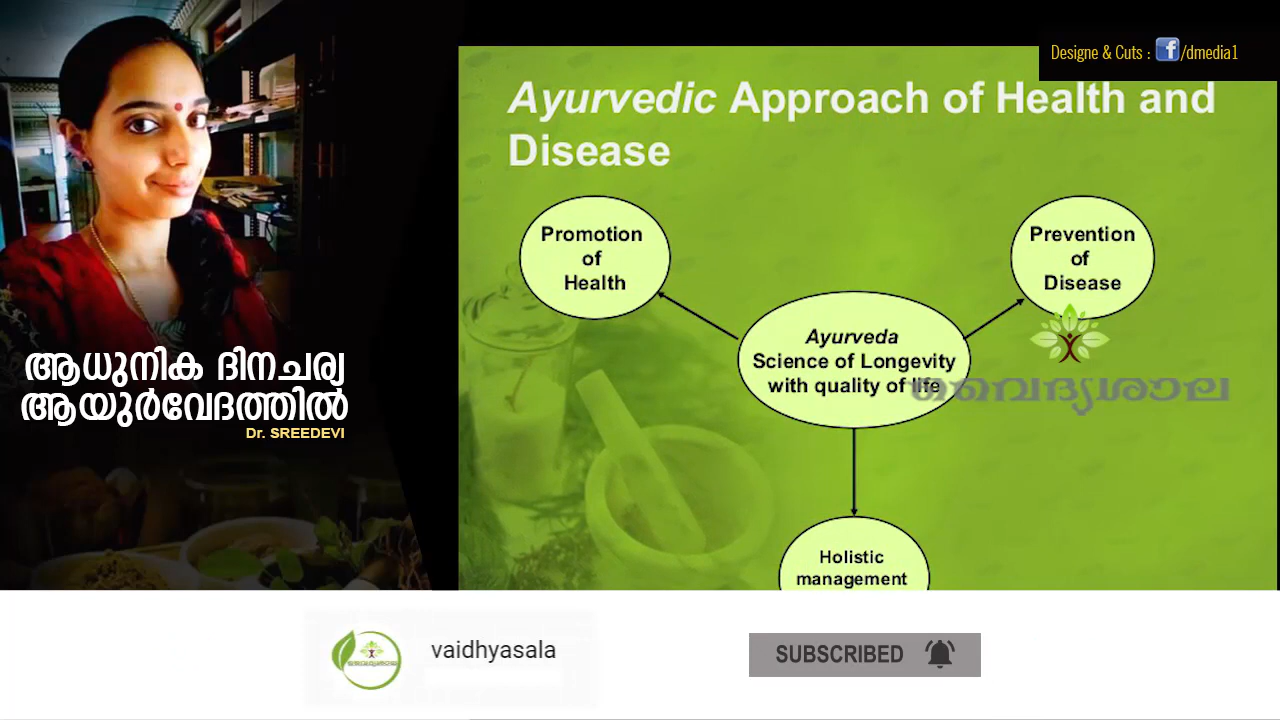 Designe & Cuts : f/dmedia1
Ayurvedic Approach of Health and
Disease
Promotion
of
Health
Prevention
of
Disease
Ayurveda
Science of Longevity
with quality of life
വൈദ്യശാല
Holistic
management
ആധുനിക ദിനചര്യ
ആയുർവേദത്തിൽ
Dr. SREEDEVI
vaidhyasala
SUBSCRIBED